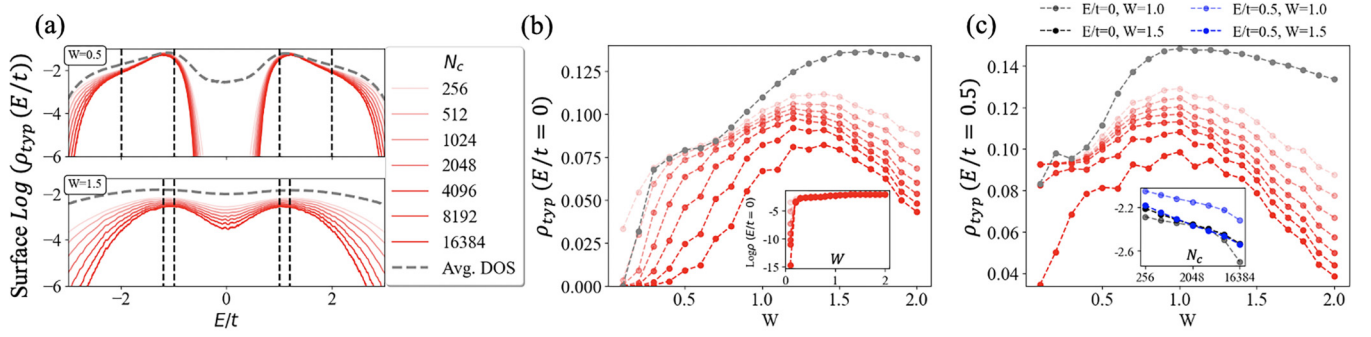 (a)
W=0.5
−2
−4
−6
W=1.5
−2
−4
−6
−2
0
2
E/t
Surface Log (ρtyp (E/t))
Nc
256
512
1024
2048
4096
8192
16384
Avg. DOS
(b)
0.125
0.100
0.075
0.050
0.025
0.000
0.5
1.0
1.5
2.0
W
ρtyp (E/t = 0)
−5
−10
−15
0
1
2
W
Logρ (E/t=0)
(c)
E/t=0, W=1.0
E/t=0, W=1.5
E/t=0.5, W=1.0
E/t=0.5, W=1.5
0.14
0.12
0.10
0.08
0.06
0.04
0.5
1.0
1.5
2.0
W
ρtyp (E/t = 0.5)
−2.2
−2.6
Nc
256
2048
16384